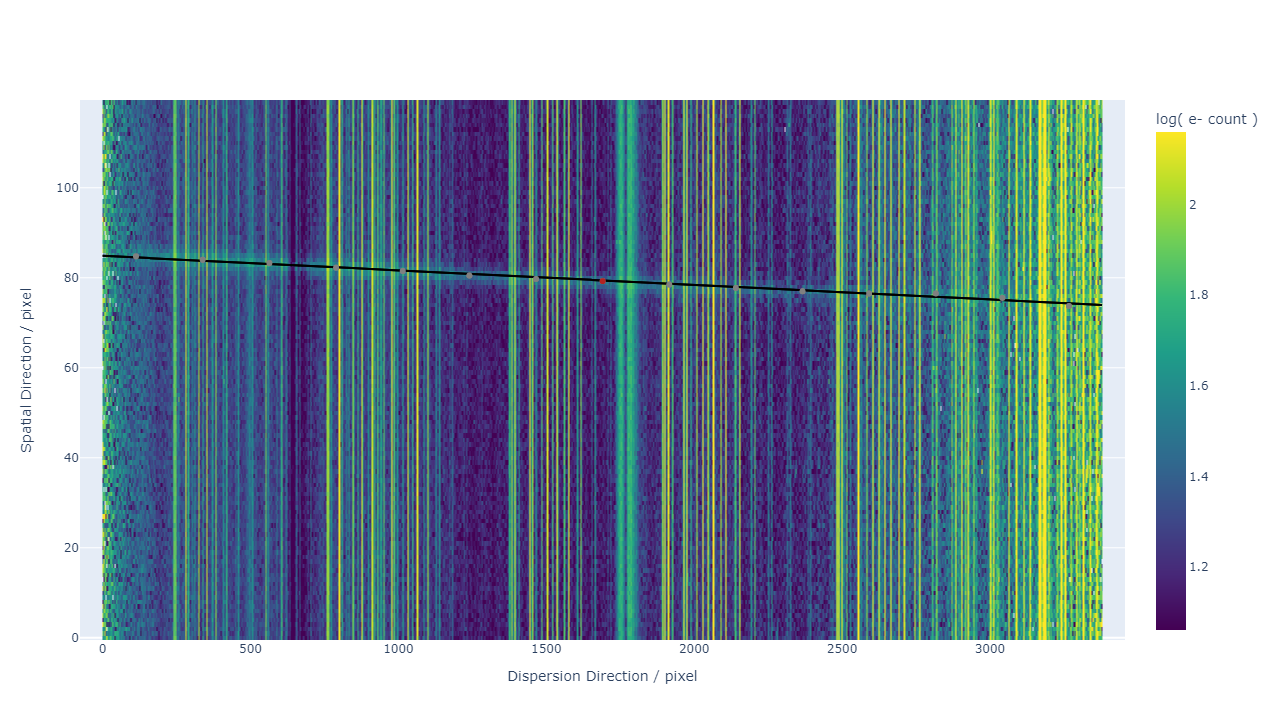 log( e- count )
2
1.8
1.6
1.4
1.2
100
80
60
40
20
0
0 500 1000 1500 2000 2500 3000
Spatial Direction / pixel
Dispersion Direction / pixel